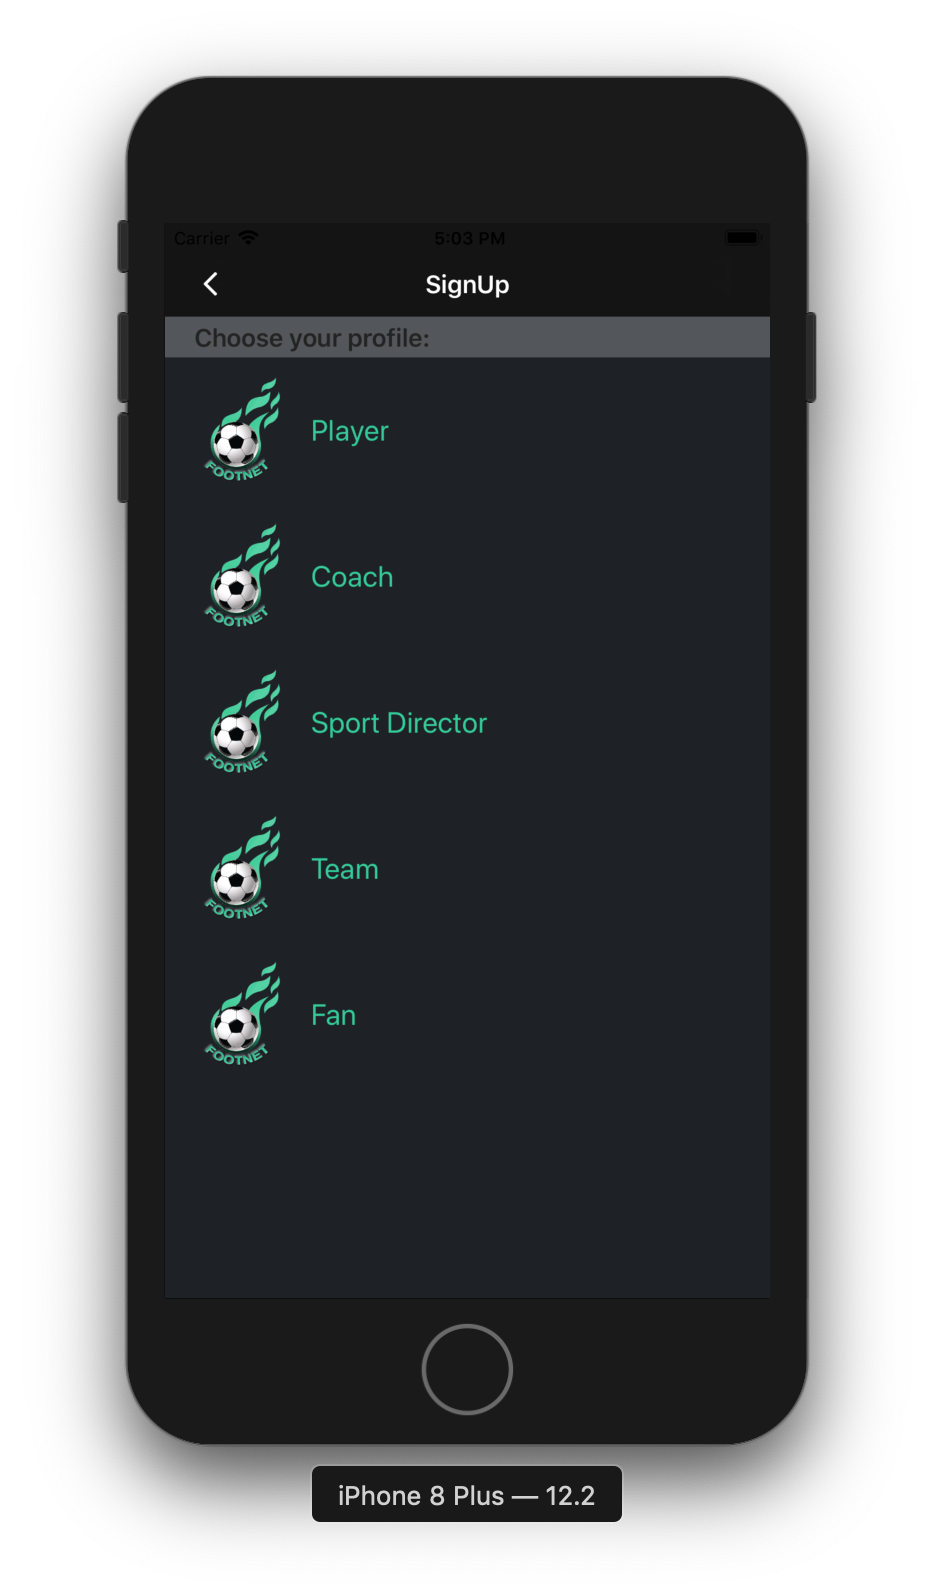 Carrier 5:03 PM
SignUp
Choose your profile:
FOOTNET
Player
FOOTNET
Coach
FOOTNET
Sport Director
FOOTNET
Team
FOOTNET
Fan
iPhone 8 Plus — 12.2